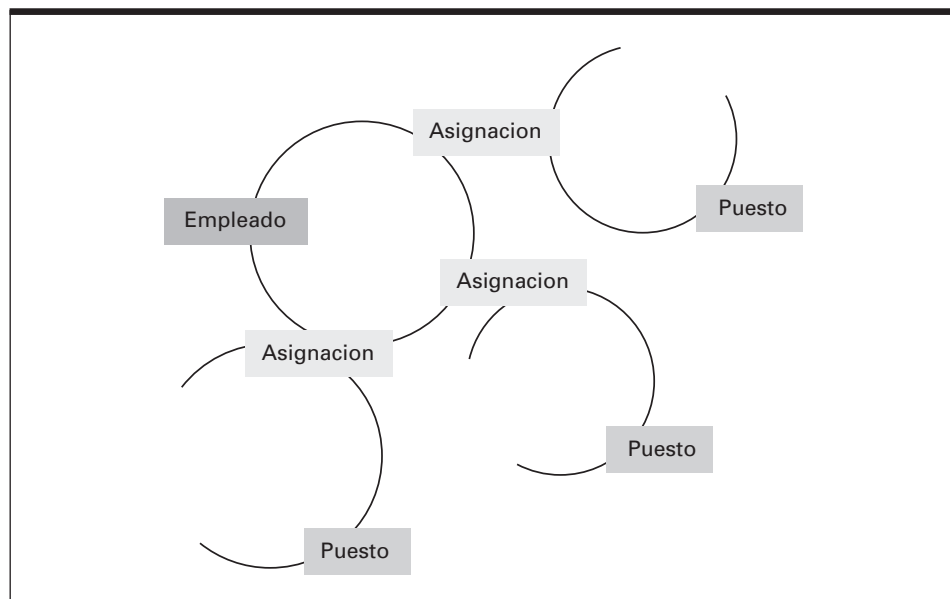 Asignacion
Puesto
Empleado
Asignacion
Asignacion
Puesto
Puesto